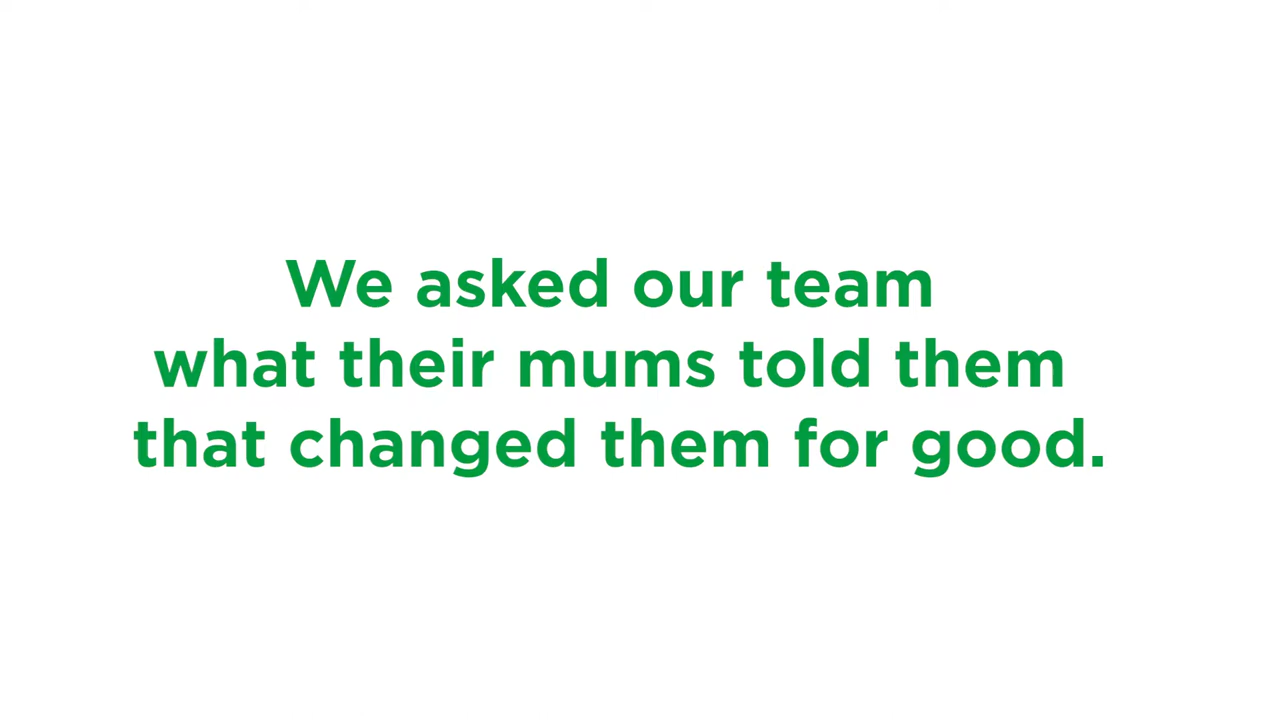 We asked our team
what their mums told them
that changed them for good.